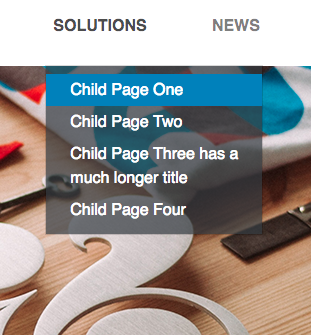 SOLUTIONS NEWS
Child Page One
Child Page Two
Child Page Three has a
much longer title
Child Page Four